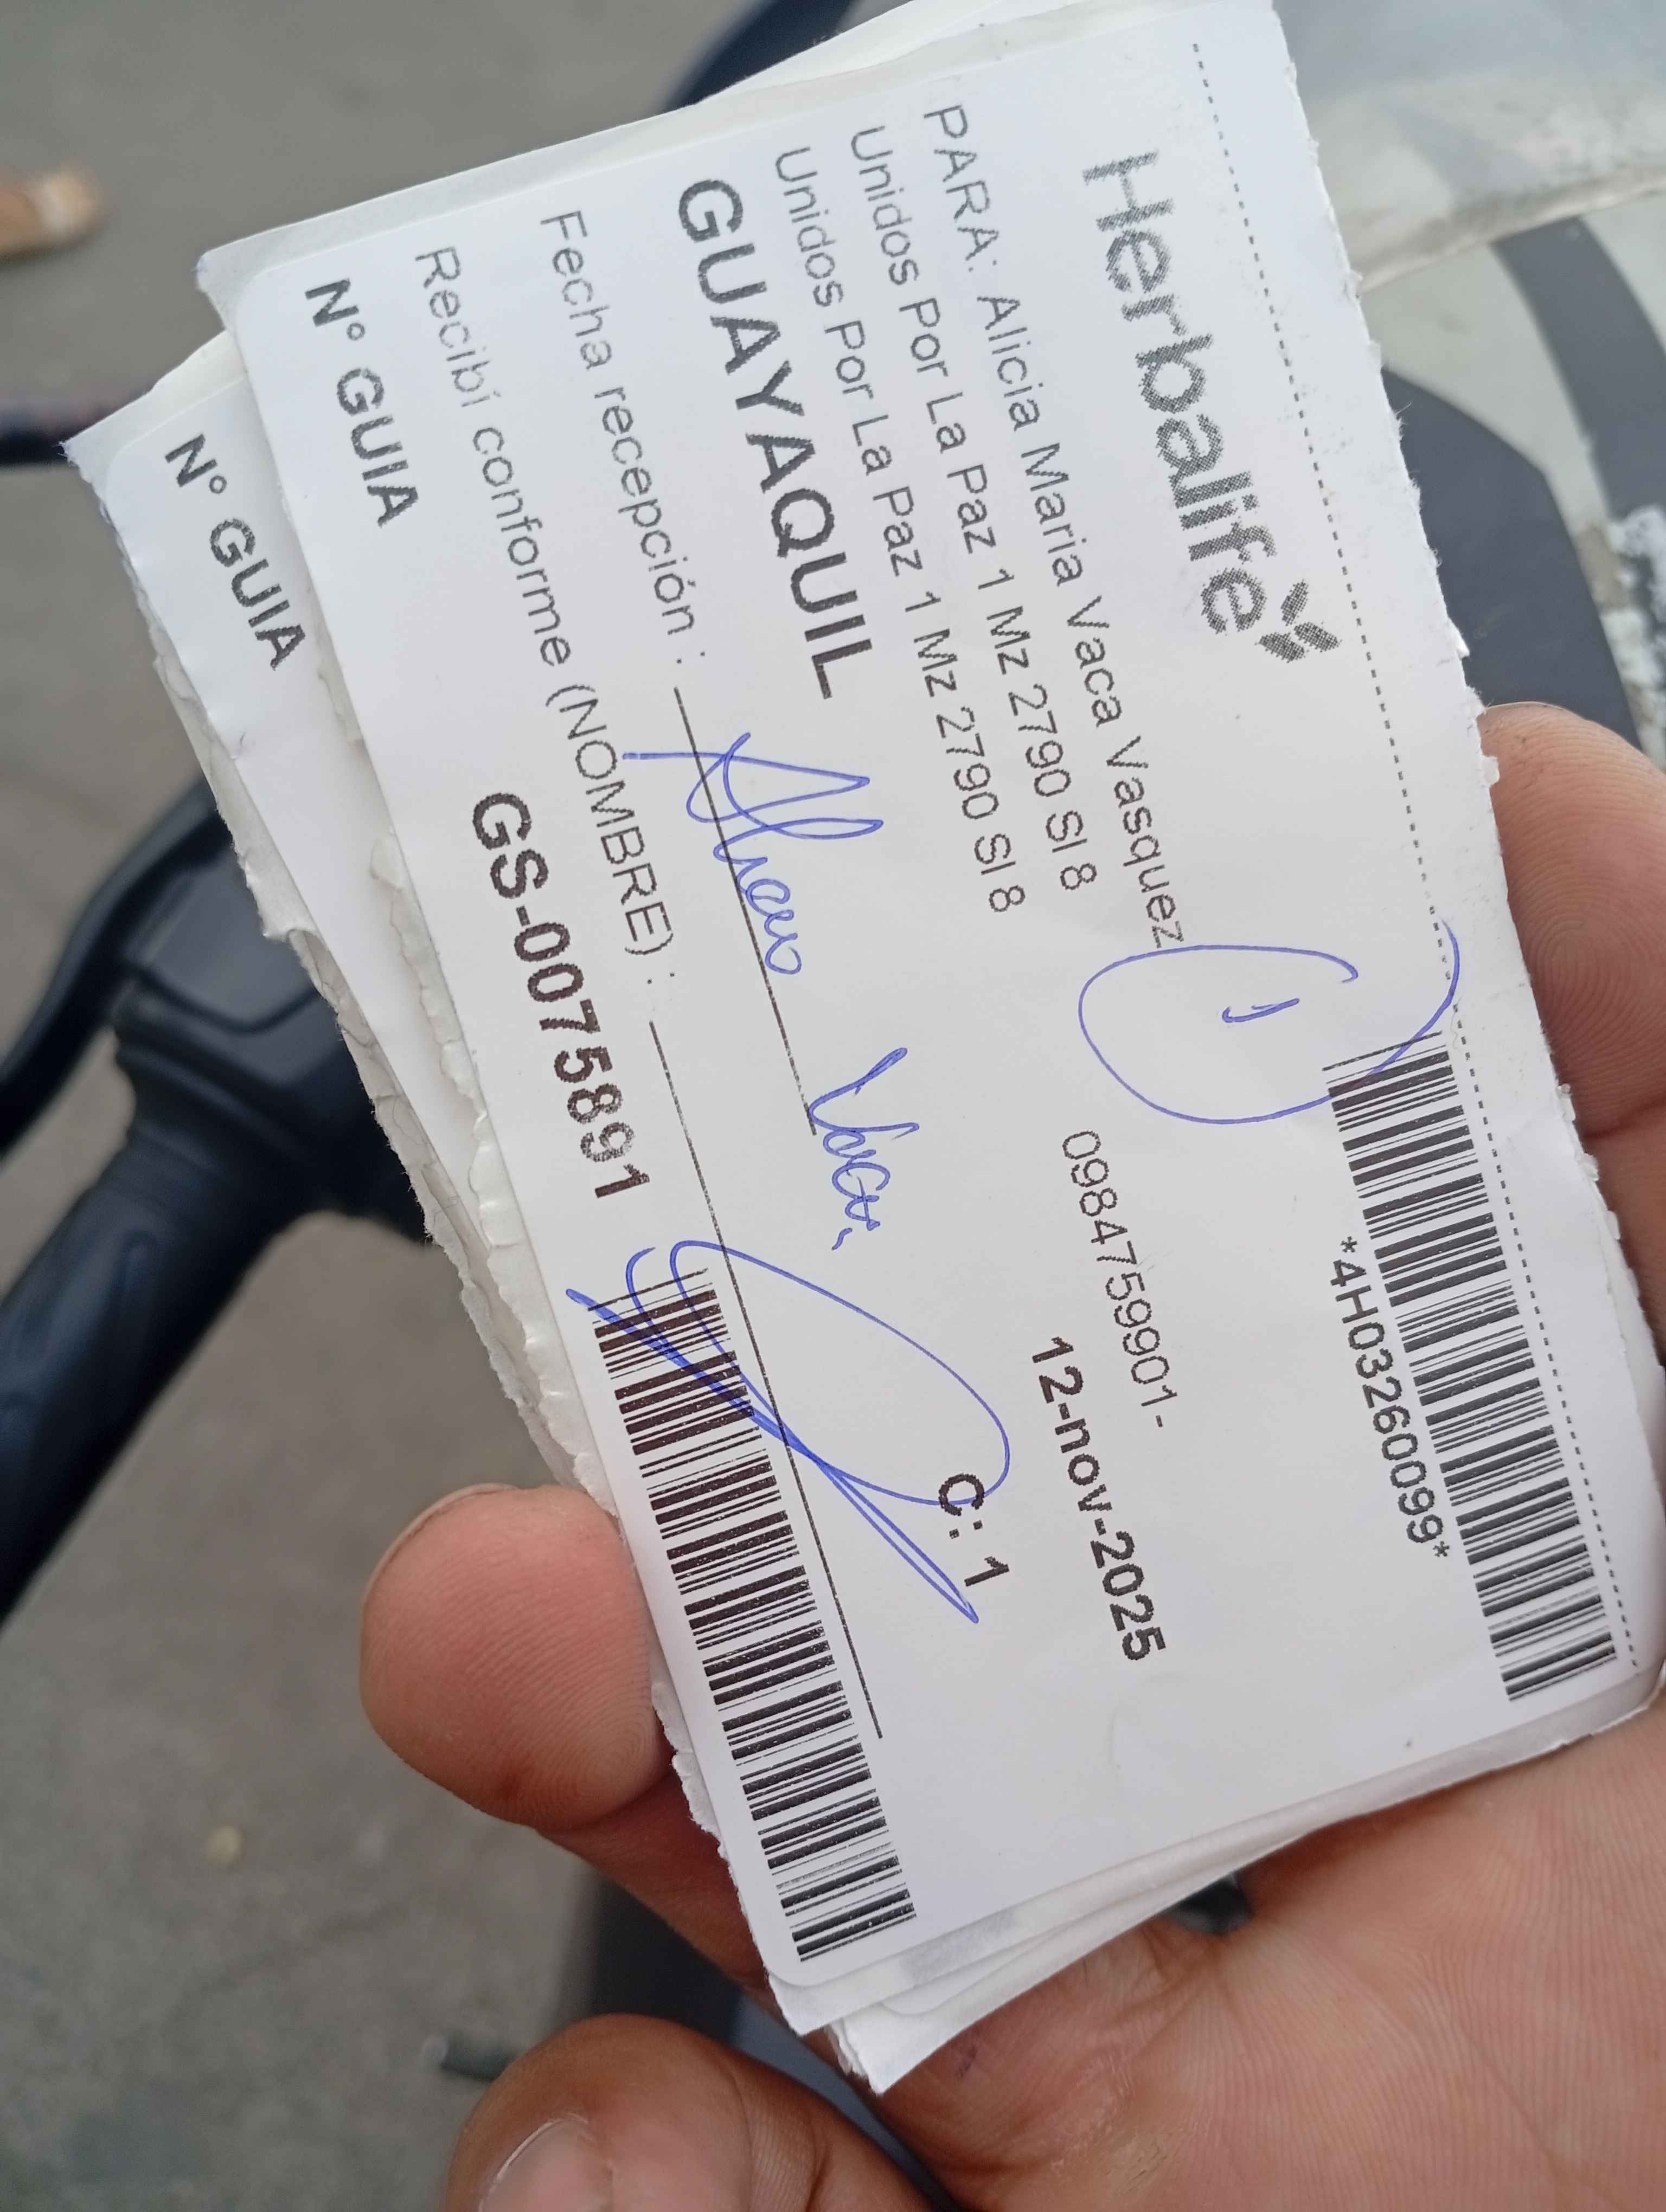 *4H03260099*
Herbalife
PARA: Alicia Maria Vaca Vasquez
Unidos Por La Paz 1 Mz 2790 Sl 8
0984759901-
Unidos Por La Paz 1 Mz 2790 Sl 8
GUAYAQUIL
12-nov-2025
C: 1
Fecha recepción :
Vaca
Recibí conforme (NOMBRE) :
N° GUIA
GS-0075891
N° GUIA